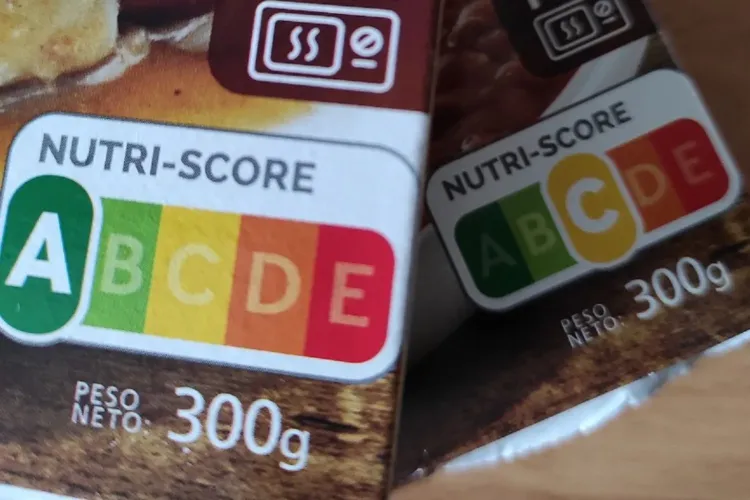 NUTRI-SCORE
A B C D E
PESO
NETO: 300g
NUTRI-SCORE
A B C D E
PESO
NETO: 300g